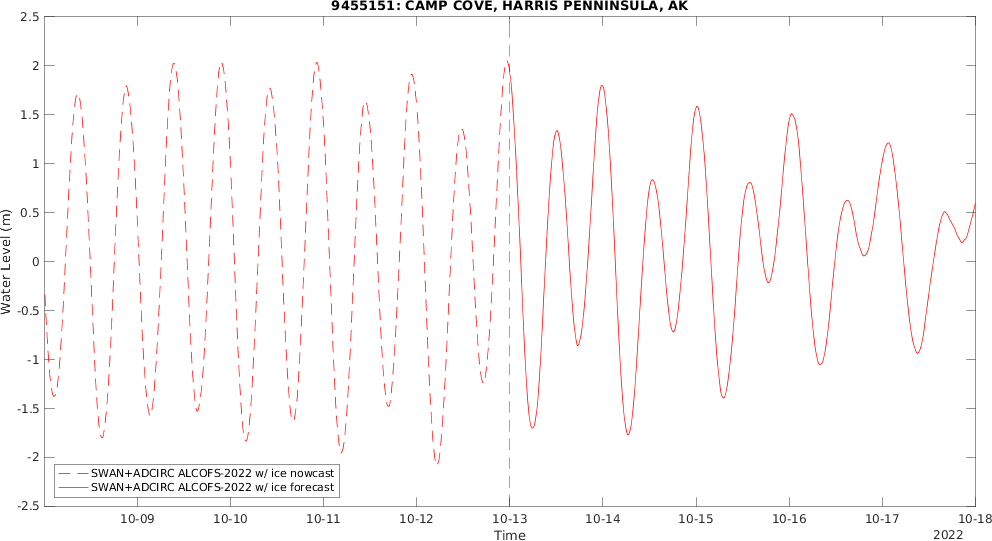 9455151: CAMP COVE, HARRIS PENNINSULA, AK
2.5
2
1.5
1
0.5
0
-0.5
-1
-1.5
-2
-2.5
Water Level (m)
SWAN+ADCIRC ALCOFS-2022 w/ ice nowcast
SWAN+ADCIRC ALCOFS-2022 w/ ice forecast
10-09 10-10 10-11 10-12 10-13 10-14 10-15 10-16 10-17 10-18
Time
2022